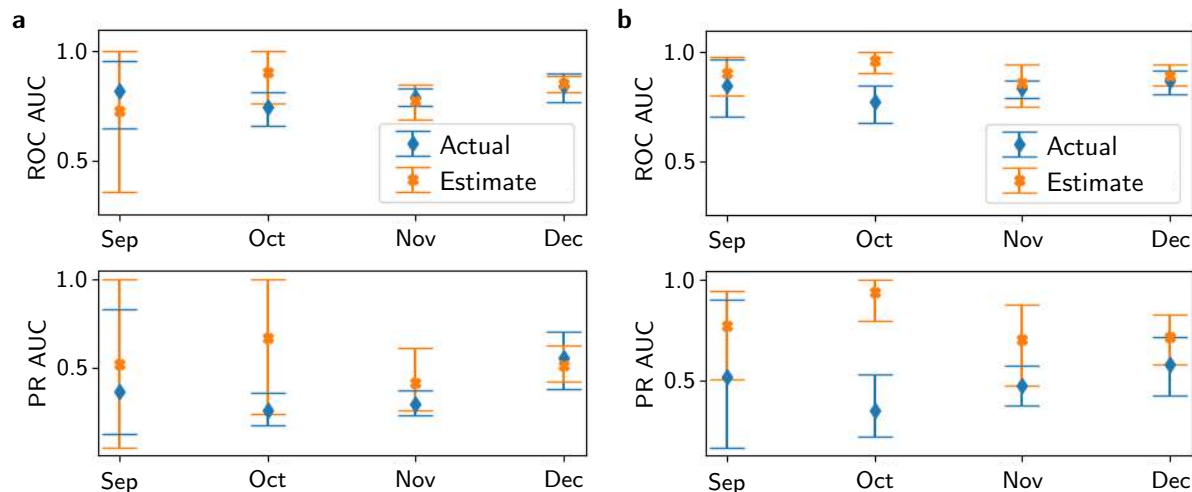 a
ROC AUC
1.0
0.5
Actual
Estimate
Sep Oct Nov Dec
PR AUC
1.0
0.5
Sep Oct Nov Dec
b
ROC AUC
1.0
0.5
Actual
Estimate
Sep Oct Nov Dec
PR AUC
1.0
0.5
Sep Oct Nov Dec